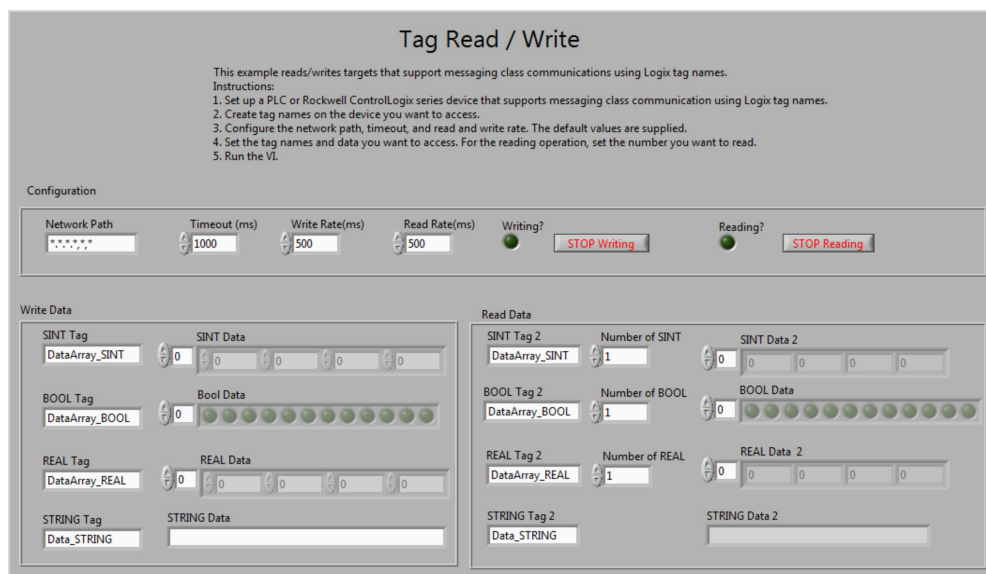 Tag Read / Write
This example reads/writes targets that support messaging class communications using Logix tag names.
Instructions:
1. Set up a PLC or Rockwell ControlLogix series device that supports messaging class communication using Logix tag names.
2. Create tag names on the device you want to access.
3. Configure the network path, timeout, and read and write rate. The default values are supplied.
4. Set the tag names and data you want to access. For the reading operation, set the number you want to read.
5. Run the VI.
Configuration
Network Path Timeout (ms) Write Rate(ms) Read Rate(ms) Writing? Reading?
*.*.*.*,*,* 1000 500 500 STOP Writing STOP Reading
Write Data
SINT Tag SINT Data
DataArray_SINT 0 0 0 0 0
BOOL Tag Bool Data
DataArray_BOOL 0
REAL Tag REAL Data
DataArray_REAL 0 0 0 0 0
STRING Tag STRING Data
Data_STRING
Read Data
SINT Tag 2 Number of SINT SINT Data 2
DataArray_SINT 1 0 0 0 0 0
BOOL Tag 2 Number of BOOL BOOL Data
DataArray_BOOL 1 0
REAL Tag 2 Number of REAL REAL Data 2
DataArray_REAL 1 0 0 0 0 0
STRING Tag 2 STRING Data 2
Data_STRING